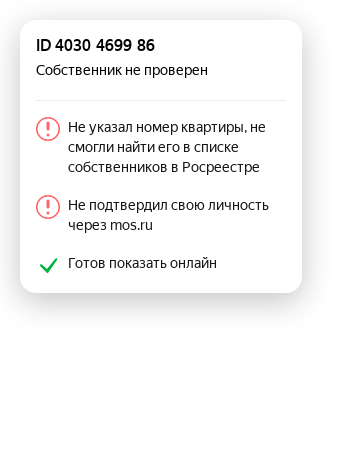 ID 4030 4699 86
Собственник не проверен
Не указал номер квартиры, не
смогли найти его в списке
собственников в Росреестре
Не подтвердил свою личность
через mos.ru
Готов показать онлайн